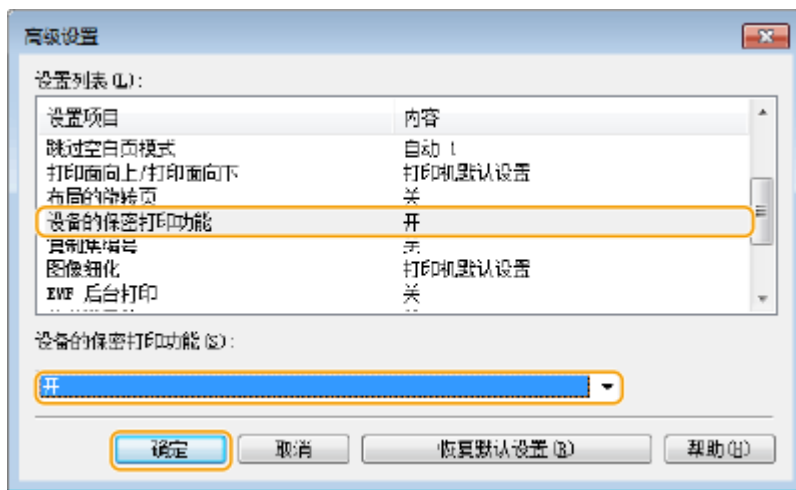 高级设置
设置列表(L):
设置项目 内容
跳过空白页模式 自动
打印面向上/打印面向下 打印机默认设置
布局的旋转页 关
设备的保密打印功能 开
复制集编号 关
图像细化 打印机默认设置
EMF 后台打印 关
设备的保密打印功能(S):
开
确定 取消 恢复默认设置(R) 帮助(H)